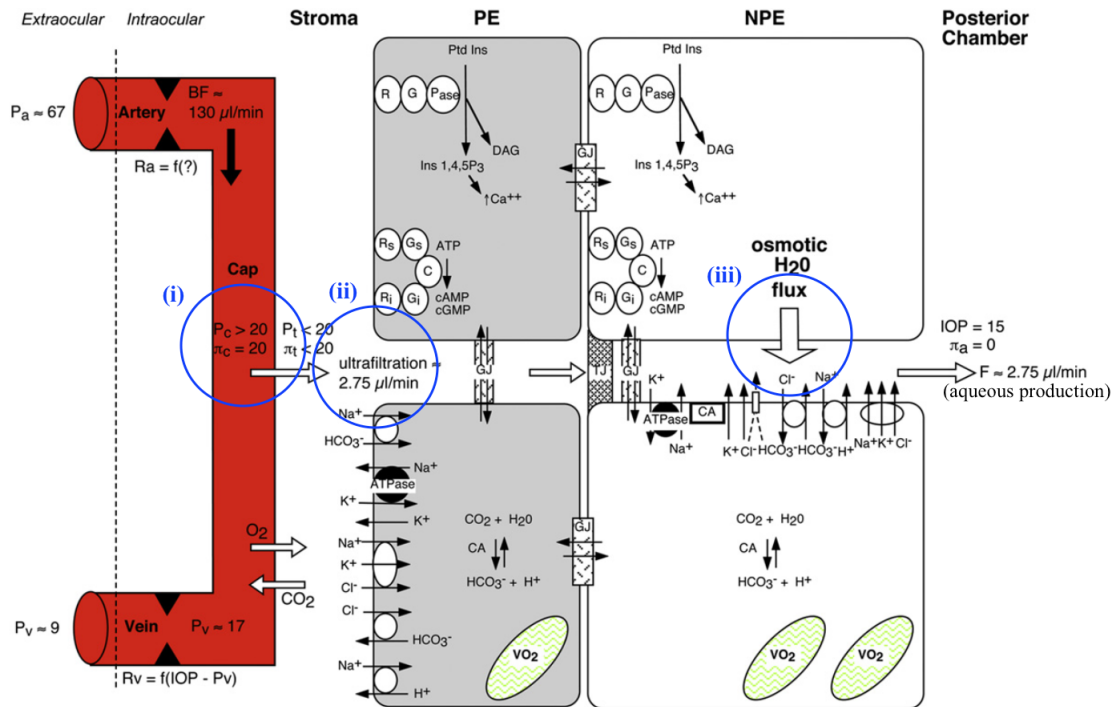 Extraocular Intraocular Stroma PE NPE Posterior Chamber
Pa ≈ 67
Artery
BF ≈
130 µl/min
Ra = f(?)
Cap
(i)
Pc > 20
πc = 20
Pt < 20
πt < 20
(ii)
ultrafiltration ≈
2.75 µl/min
O2
CO2
Pv ≈ 9
Vein
Pv ≈ 17
Rv = f(IOP - Pv)
Ptd Ins
R G Pase
DAG
Ins 1,4,5P3
↑Ca++
Rs Gs
C
Ri Gi
ATP
cAMP
cGMP
GJ
GJ
Na+
HCO3-
Na+
ATPase
K+
K+
Na+
K+
Cl-
Cl-
HCO3-
Na+
H+
CO2 + H20
CA
HCO3- + H+
VO2
GJ
Ptd Ins
R G Pase
DAG
Ins 1,4,5P3
↑Ca++
Rs Gs
C
Ri Gi
ATP
cAMP
cGMP
osmotic
H20
flux
(iii)
TJ
GJ
K+
ATPase
Na+
CA
K+ Cl-
Cl-
HCO3-
Na+
HCO3- H+
Na+ K+ Cl-
CO2 + H20
CA
HCO3- + H+
VO2
VO2
IOP = 15
πa = 0
F ≈ 2.75 µl/min
(aqueous production)